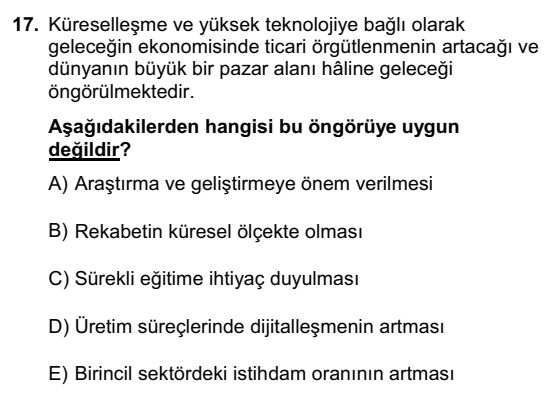 17. Küreselleşme ve yüksek teknolojiye bağlı olarak
geleceğin ekonomisinde ticari örgütlenmenin artacağı ve
dünyanın büyük bir pazar alanı hâline geleceği
öngörülmektedir.
Aşağıdakilerden hangisi bu öngörüye uygun
değildir?
A) Araştırma ve geliştirmeye önem verilmesi
B) Rekabetin küresel ölçekte olması
C) Sürekli eğitime ihtiyaç duyulması
D) Üretim süreçlerinde dijitalleşmenin artması
E) Birincil sektördeki istihdam oranının artması